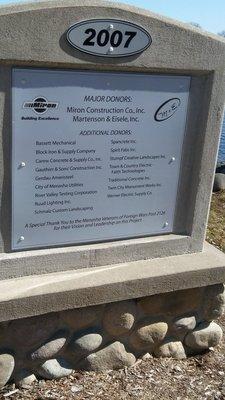 2007
MAJOR DONORS:
Miron Construction Co., Inc.
Martenson & Eisele, Inc.
Miron
Building Excellence
M&E
ADDITIONAL DONORS:
Bassett Mechanical
Block Iron & Supply Company
Carew Concrete & Supply Co., Inc.
Gauthier & Sons' Construction Inc.
Gerdau Ameristeel
City of Menasha Utilities
River Valley Testing Corporation
Ruud Lighting Inc.
Schmalz Custom Landscaping
Spancrete Inc.
Spirit Fabs Inc.
Stumpf Creative Landscapes Inc.
Town & Country Electric
Faith Technologies
Traditional Concrete Inc.
Twin City Monument Works Inc.
Werner Electric Supply Co.
A Special Thank You to the Menasha Veterans of Foreign Wars Post 2126
for their Vision and Leadership on this Project